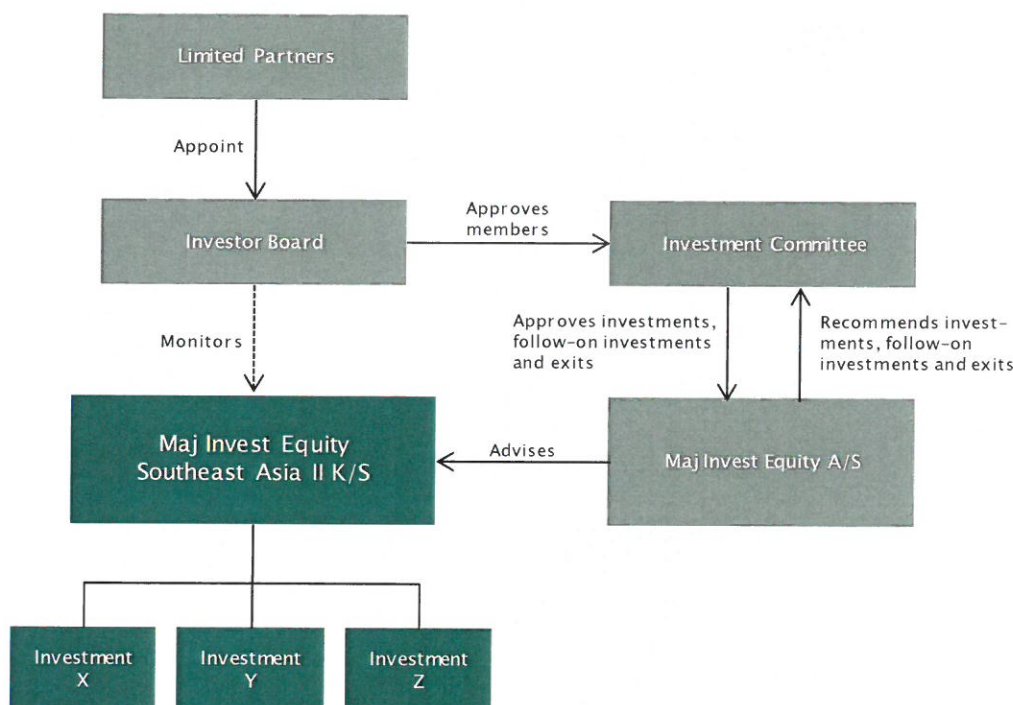 Limited Partners
Appoint
Investor Board
Approves
members
Investment Committee
Monitors
Approves investments,
follow-on investments
and exits
Recommends invest-
ments, follow-on
investments and exits
Maj Invest Equity
Southeast Asia II K/S
Advises
Maj Invest Equity A/S
Investment
X
Investment
Y
Investment
Z